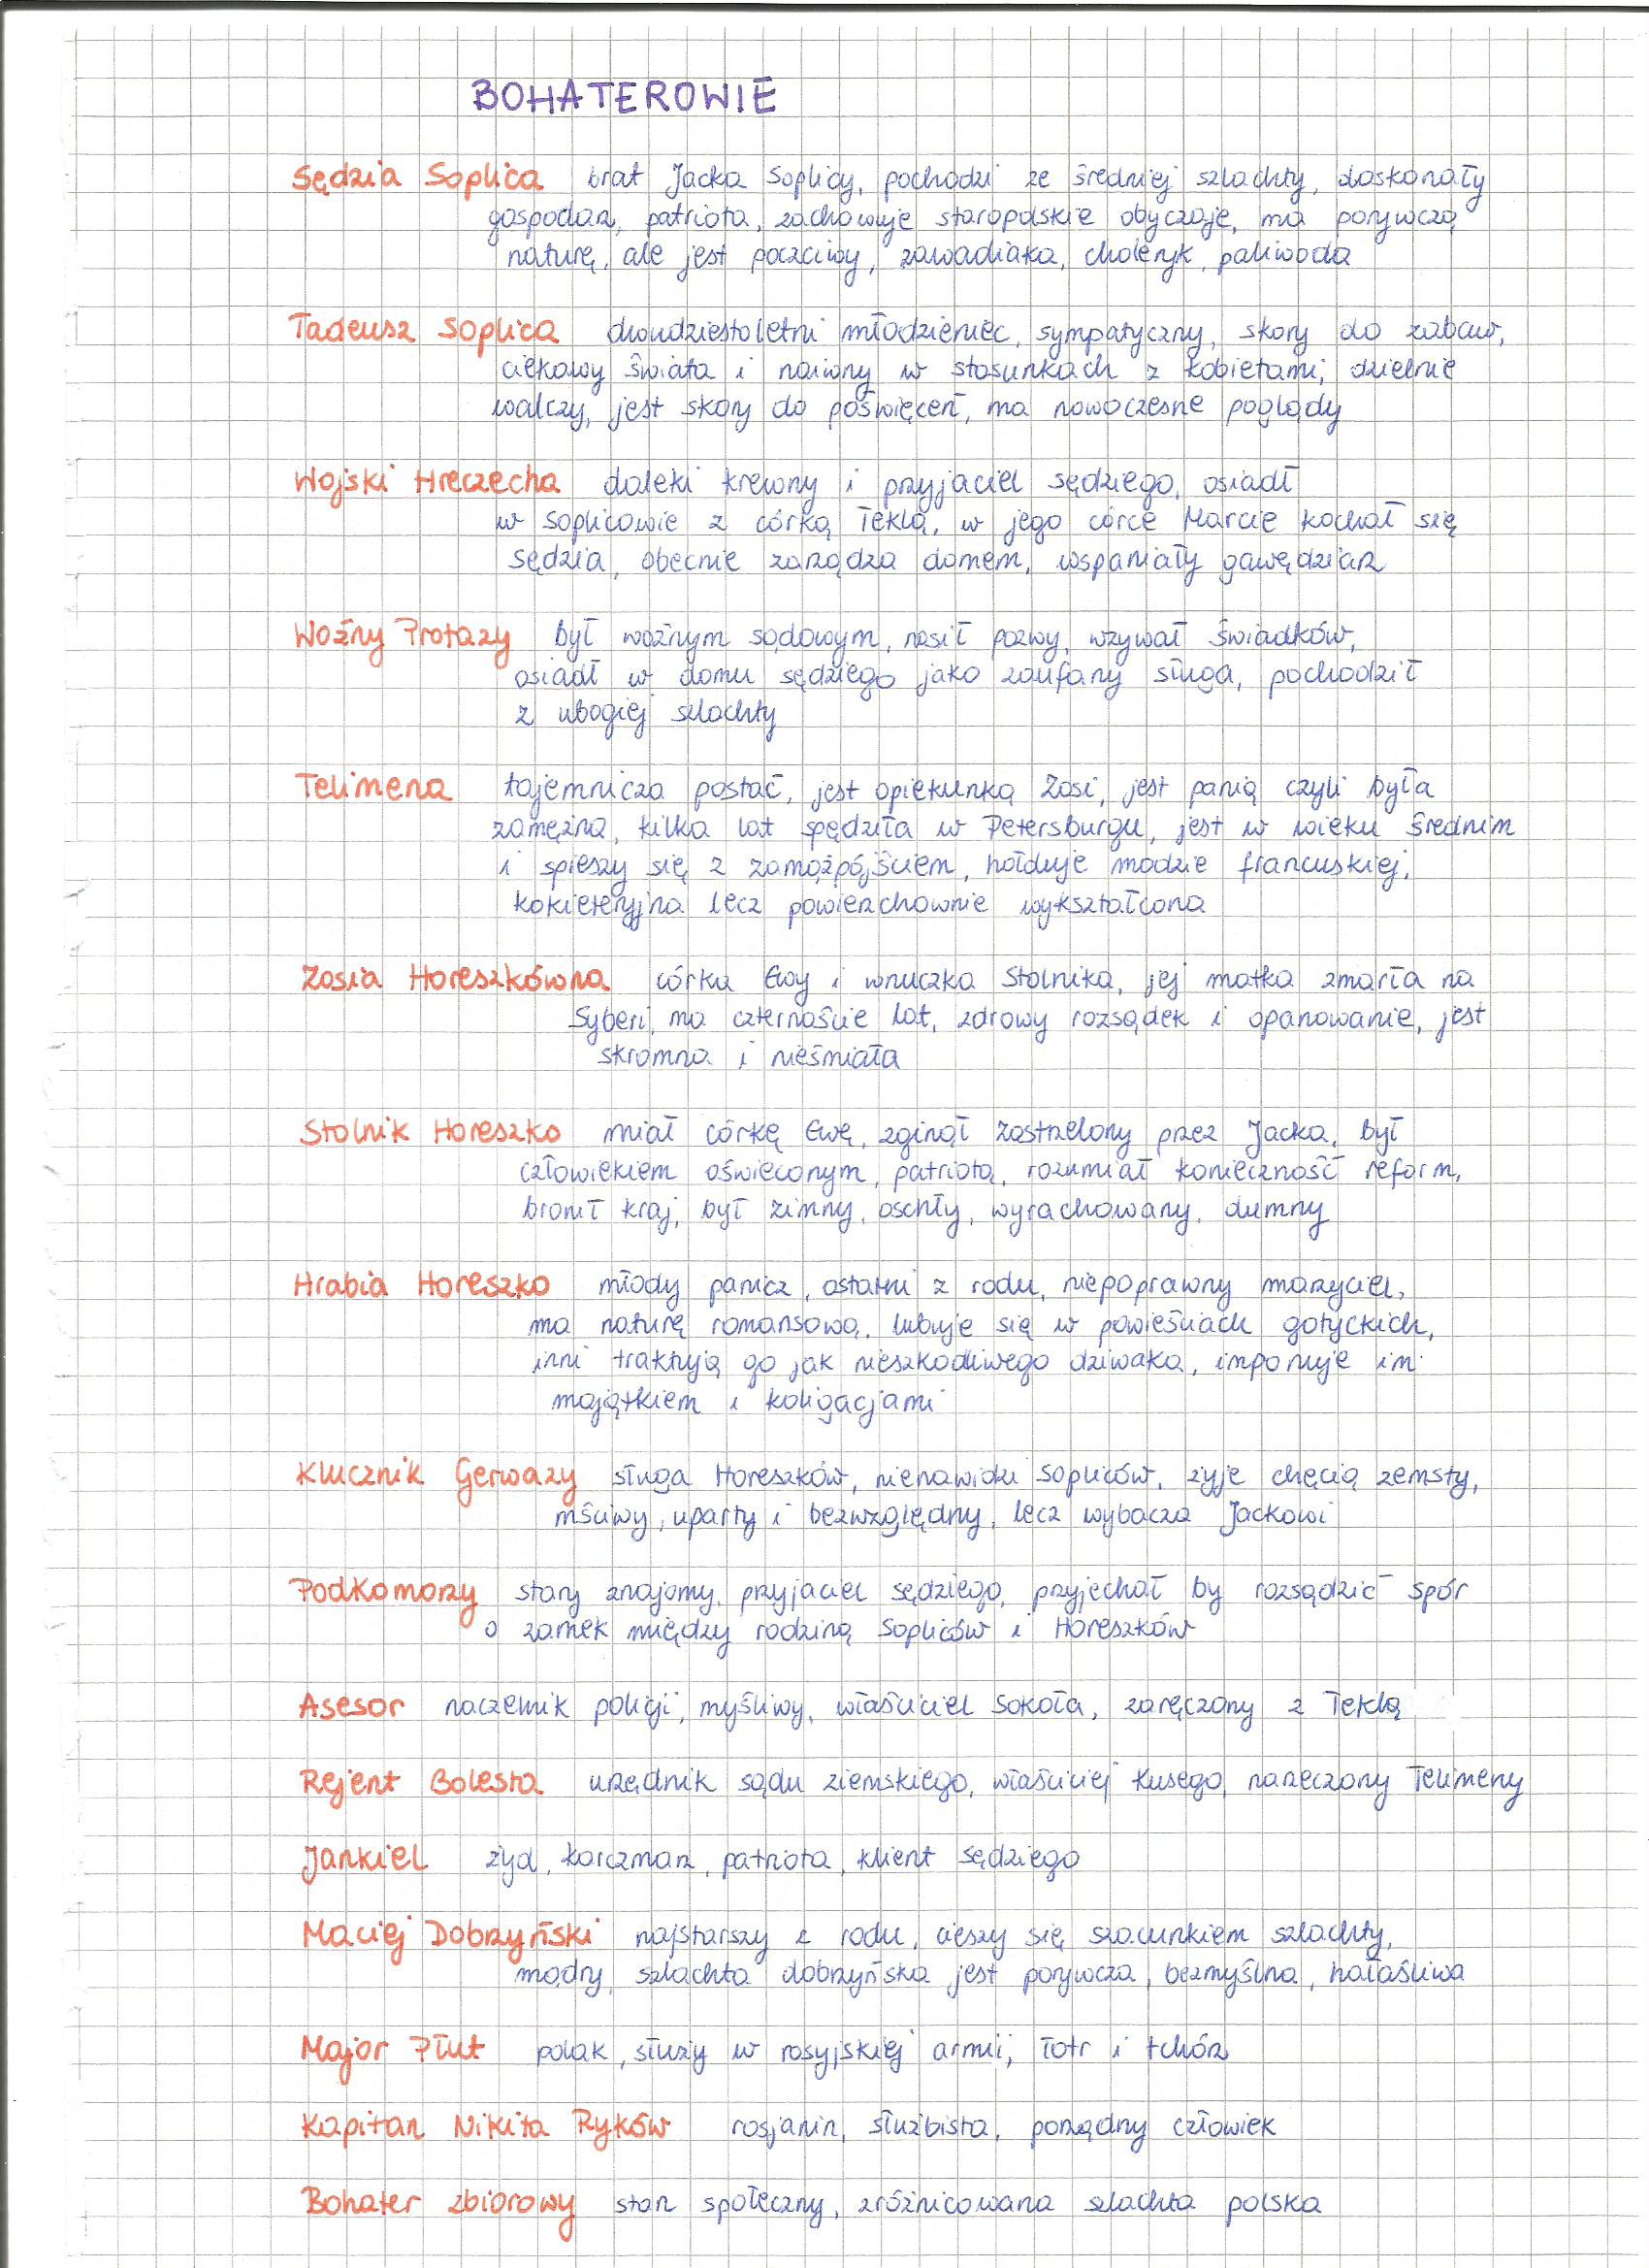 BOHATEROWIE
Sędzia Soplica brat Jacka Soplicy, pochodzi ze średniej szlachty, doskonały
gospodarz, patriota, zachowuje staropolskie obyczaje, ma porywczą
naturę, ale jest poczciwy, zawadiaka, choleryk, paliwoda
Tadeusz Soplica dwudziestoletni młodzieniec, sympatyczny, skory do zabaw,
ciekawy świata i naiwny w stosunkach z kobietami, dzielnie
walczy, jest skory do poświęceń, ma nowoczesne poglądy
Wojski Hreczecha daleki krewny i przyjaciel sędziego, osiadł
w Soplicowie z córką Teklą, w jego córce Marcie kochał się
sędzia, obecnie zarządza domem, wspaniały gawędziarz
Woźny Protazy był woźnym sądowym, nosił pozwy, wzywał świadków,
osiadł w domu sędziego jako zaufany sługa, pochodził
z ubogiej szlachty
Telimena tajemnicza postać, jest opiekunką Zosi, jest panią czyli była
zamężna, kilka lat spędziła w Petersburgu, jest w wieku średnim
i spieszy się z zamążpójściem, hołduje modzie francuskiej,
kokieteryjna lecz powierzchownie wykształcona
Zosia Horeszkówna córka Ewy i wnuczka Stolnika, jej matka zmarła na
Syberi, ma czternaście lat, zdrowy rozsądek i opanowanie, jest
skromna i nieśmiała
Stolnik Horeszko miał córkę Ewę, zginął zastrzelony przez Jacka, był
człowiekiem oświeconym, patriotą, rozumiał konieczność reform,
bronił kraj, był zimny, oschły, wyrachowany, dumny
Hrabia Horeszko młody panicz, ostatni z rodu, niepoprawny marzyciel,
ma naturę romansową, lubuje się w powieściach gotyckich,
inni traktują go jak nieszkodliwego dziwaka, imponuje im
majątkiem i koligacjami
Klucznik Gerwazy sługa Horeszków, nienawidzi Sopliców, żyje chęcią zemsty,
mściwy, uparty i bezwzględny, lecz wybacza Jackowi
Podkomorzy stary znajomy, przyjaciel sędziego, przyjechał by rozsądzić spór
o zamek między rodziną Sopliców i Horeszków
Asesor naczelnik policji, myśliwy, właściciel Sokoła, zaręczony z Teklą
Rejent Bolesta urzędnik sądu ziemskiego, właściciej Kusego, narzeczony Telimeny
Jankiel żyd, karczmarz, patriota, klient sędziego
Maciej Dobrzyński najstarszy z rodu, cieszy się szacunkiem szlachty,
mądry, szlachta dobrzyńska jest porywcza, bezmyślna, hałaśliwa
Major Płut polak, służy w rosyjskiej armii, łotr i tchórz
Kapitan Nikita Ryków rosjanin, służbista, porządny człowiek
Bohater zbiorowy stan społeczny, zróżnicowana szlachta polska